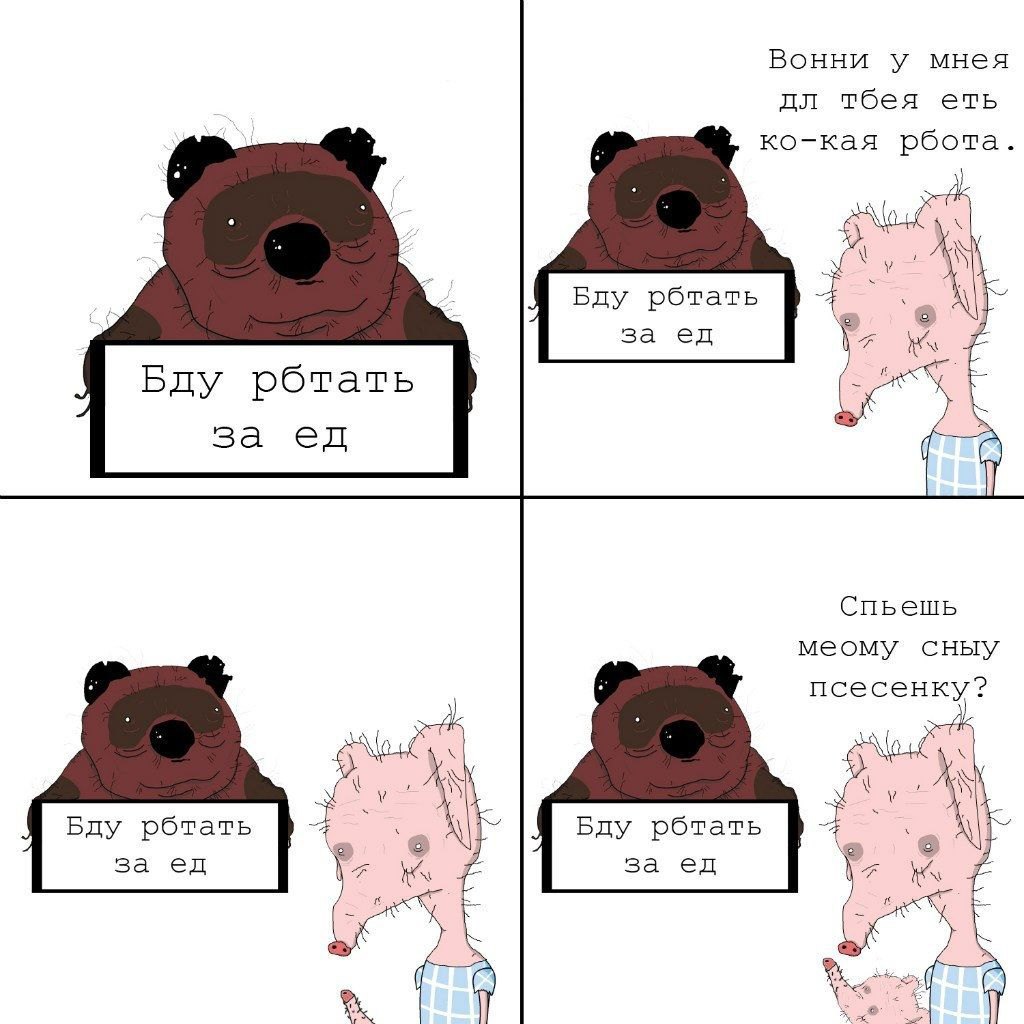 Бду рбтать
за ед
Вонни у мнея
дл тбея еть
ко-кая рбота.
Бду рбтать
за ед
Бду рбтать
за ед
Спьешь
меому сныу
псесенку?
Бду рбтать
за ед